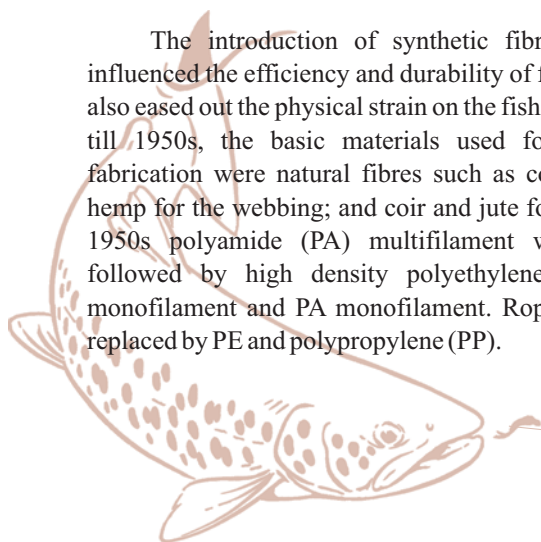 The introduction of synthetic fibr
influenced the efficiency and durability of f
also eased out the physical strain on the fish
till 1950s, the basic materials used fo
fabrication were natural fibres such as co
hemp for the webbing; and coir and jute fo
1950s polyamide (PA) multifilament w
followed by high density polyethylene
monofilament and PA monofilament. Rop
replaced by PE and polypropylene (PP).